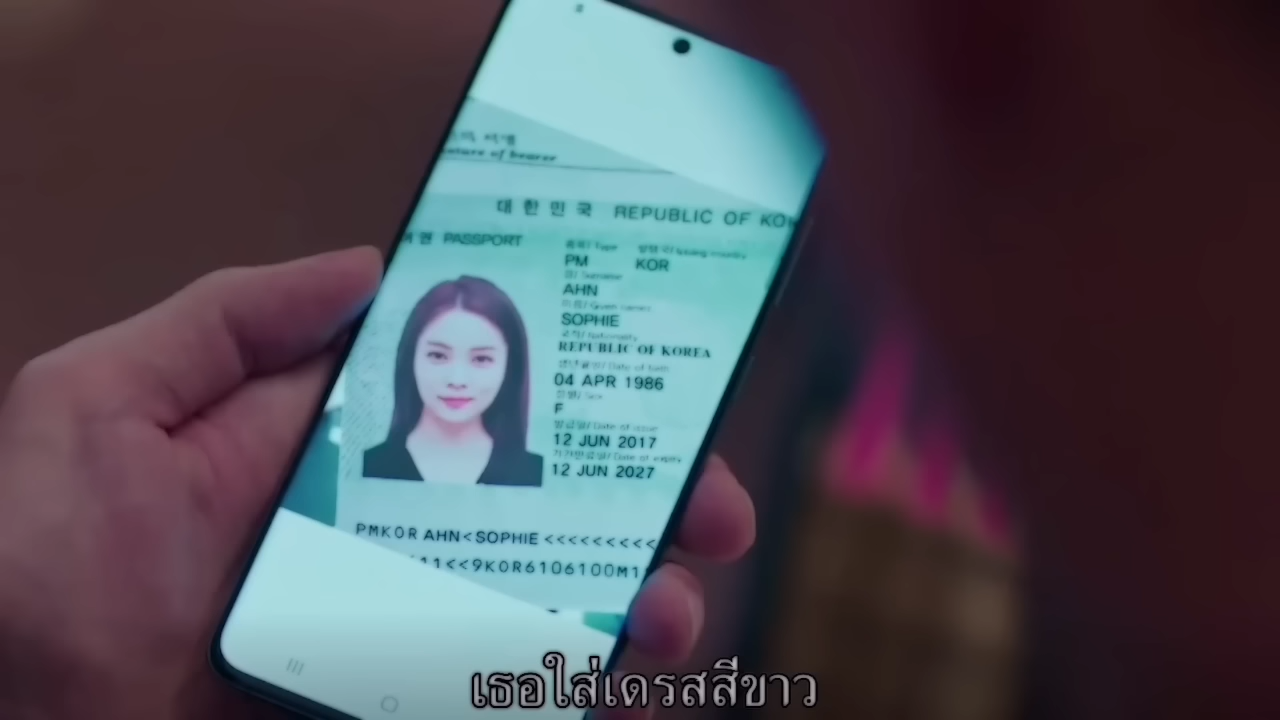 대 한 민 국 REPUBLIC OF KOR
PASSPORT
PM KOR
AHN
SOPHIE
REPUBLIC OF KOREA
04 APR 1986
F
12 JUN 2017
12 JUN 2027
PMKOR AHN<SOPHIE <<<<<<<<<
11<<9KOR6106100M1
เธอใส่เดรสสีขาว